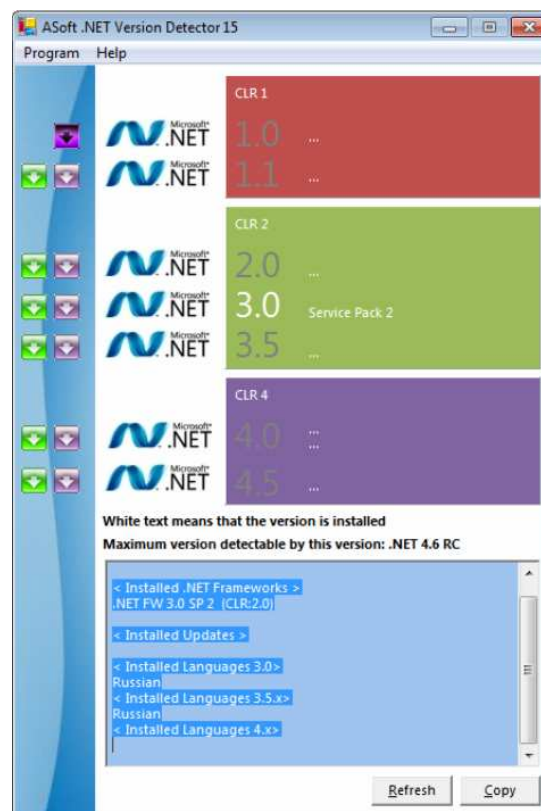 ASoft .NET Version Detector 15
Program Help
CLR 1
Microsoft®
.NET 1.0 ...
Microsoft®
.NET 1.1 ...
CLR 2
Microsoft®
.NET 2.0 ...
Microsoft®
.NET 3.0 Service Pack 2
Microsoft®
.NET 3.5 ...
CLR 4
Microsoft®
.NET 4.0 ...
...
Microsoft®
.NET 4.5 ...
White text means that the version is installed
Maximum version detectable by this version: .NET 4.6 RC
< Installed .NET Frameworks >
.NET FW 3.0 SP 2 (CLR:2.0)
< Installed Updates >
< Installed Languages 3.0>
Russian
< Installed Languages 3.5.x>
Russian
< Installed Languages 4.x>
Refresh Copy